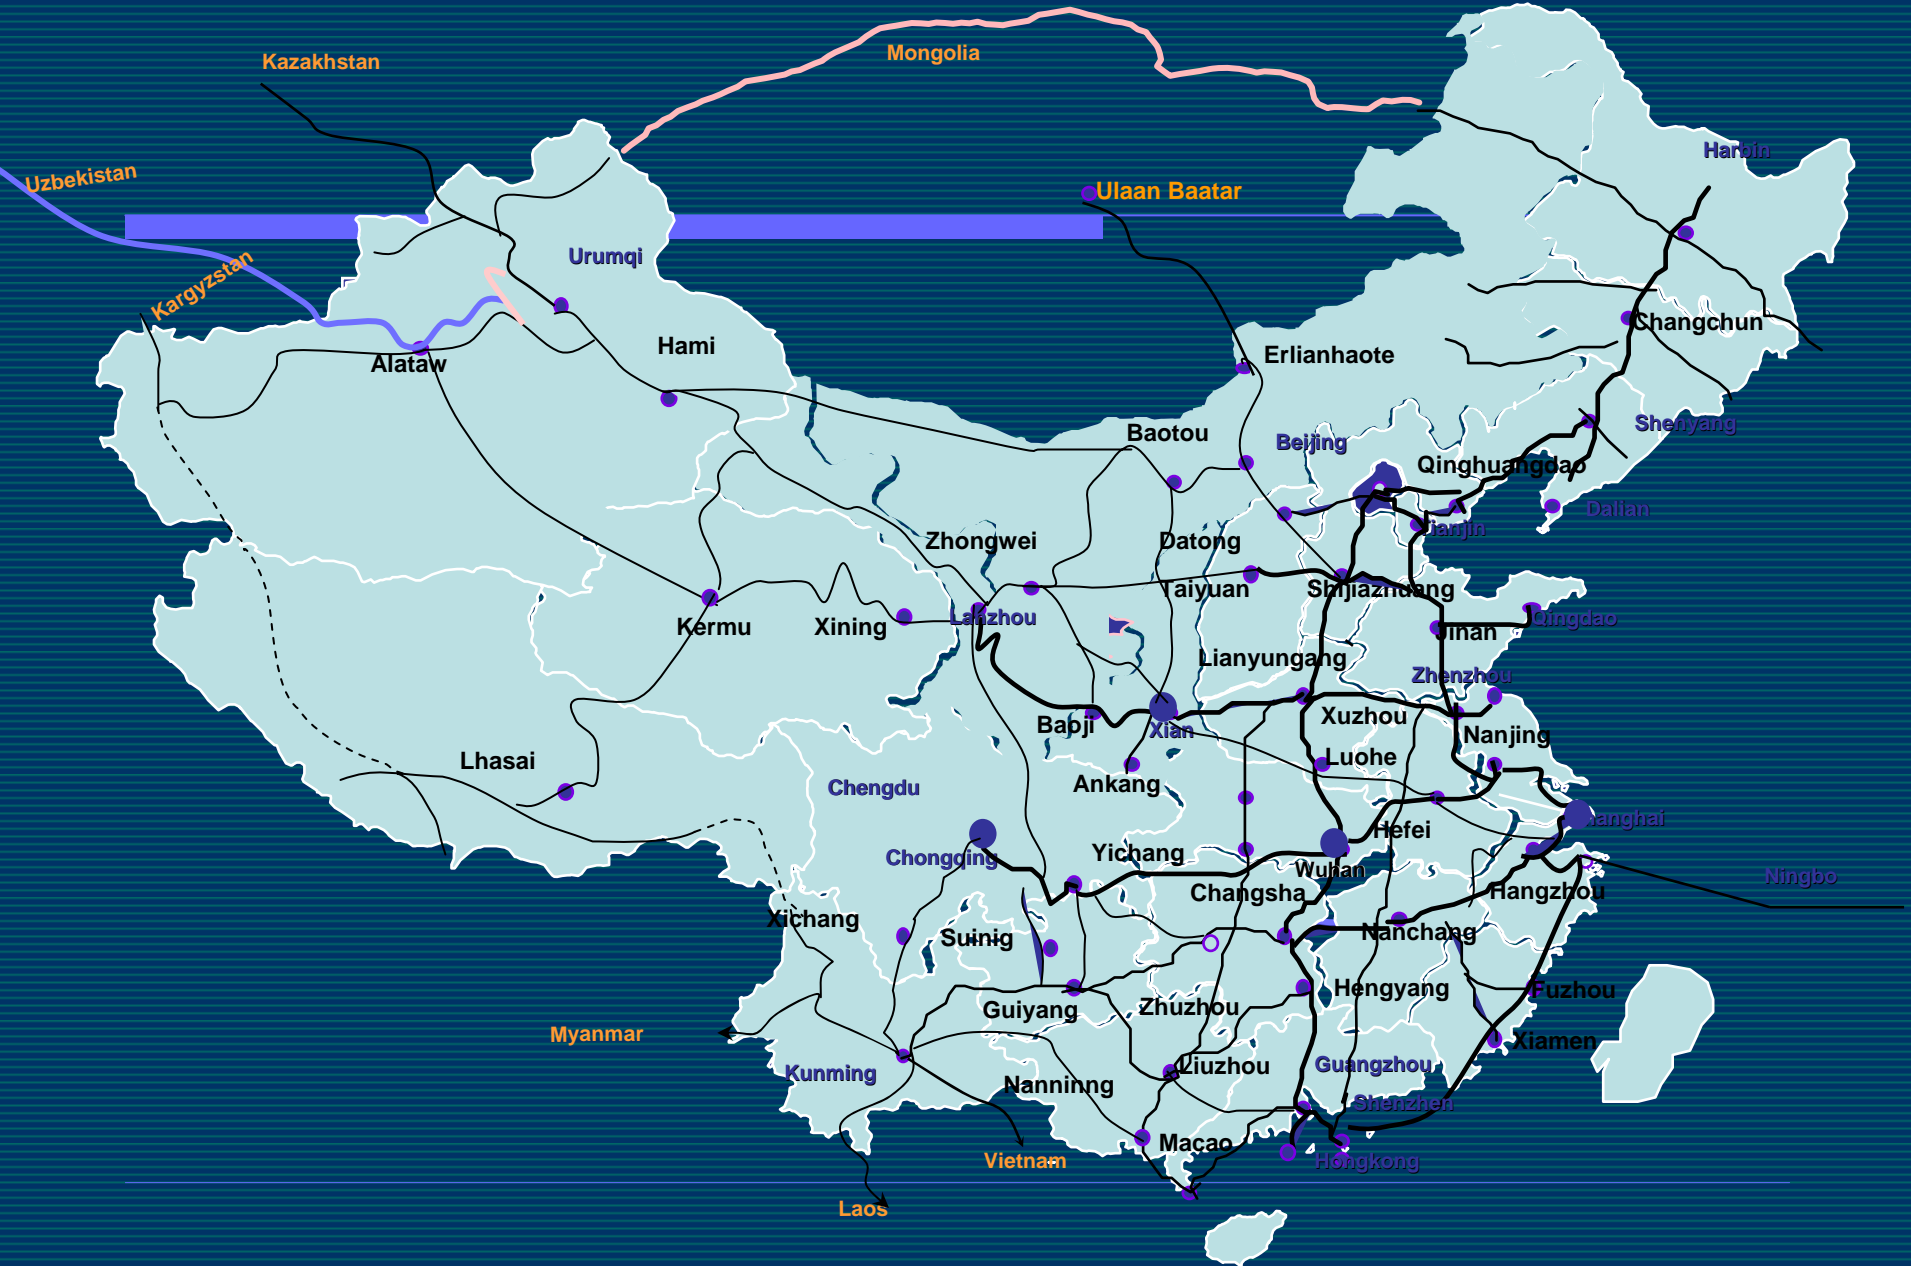 Mongolia
Kazakhstan
Harbin
Uzbekistan
Ulaan Baatar
Urumqi
Kargyzstan
Changchun
Hami
Erlianhaote
Alataw
Shenyang
Baotou
Beijing
Qinghuangdao
Dalian
Tianjin
Zhongwei
Datong
Taiyuan
Shijiazhuang
Lanzhou
Qingdao
Kermu
Xining
Jinan
Lianyungang
Zhenzhou
Xuzhou
Baoji
Xian
Nanjing
Luohe
Lhasai
Ankang
Chengdu
Shanghai
Hefei
Yichang
Chongqing
Wuhan
Ningbo
Changsha
Hangzhou
Xichang
Suinig
Nanchang
Hengyang
Fuzhou
Zhuzhou
Guiyang
Myanmar
Xiamen
Liuzhou
Guangzhou
Kunming
Nanninng
Shenzhen
Macao
Vietnam
Hongkong
Laos